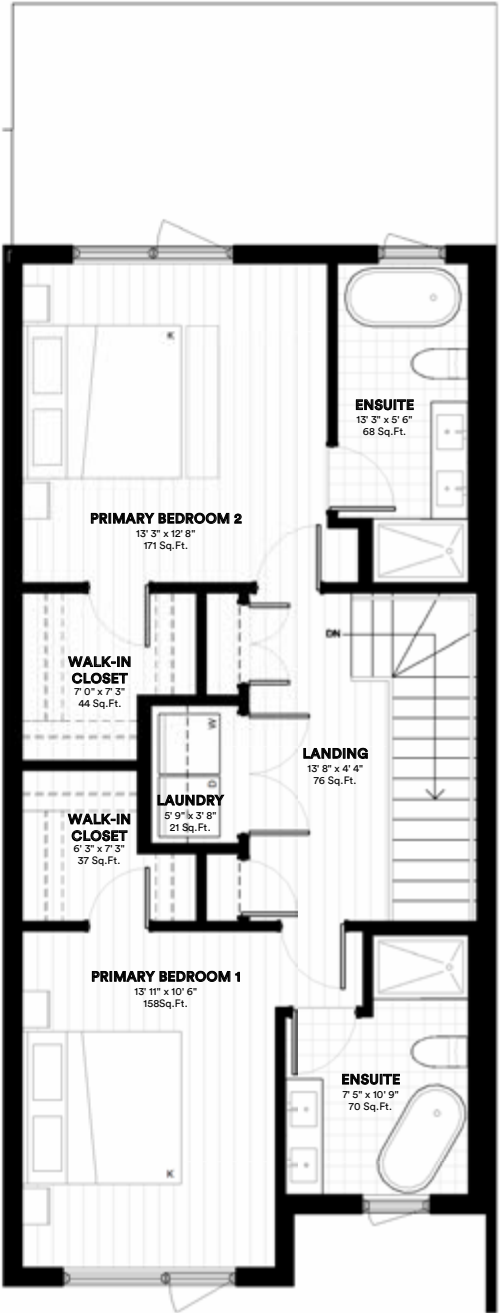 K
ENSUITE
13' 3" x 5' 6"
68 Sq.Ft.
PRIMARY BEDROOM 2
13' 3" x 12' 8"
171 Sq.Ft.
DN
WALK-IN
CLOSET
7' 0" x 7' 3"
44 Sq.Ft.
W
LANDING
13' 8" x 4' 4"
76 Sq.Ft.
D
LAUNDRY
5' 9" x 3' 8"
21 Sq.Ft.
WALK-IN
CLOSET
6' 3" x 7' 3"
37 Sq.Ft.
PRIMARY BEDROOM 1
13' 11" x 10' 6"
158Sq.Ft.
ENSUITE
7' 5" x 10' 9"
70 Sq.Ft.
K